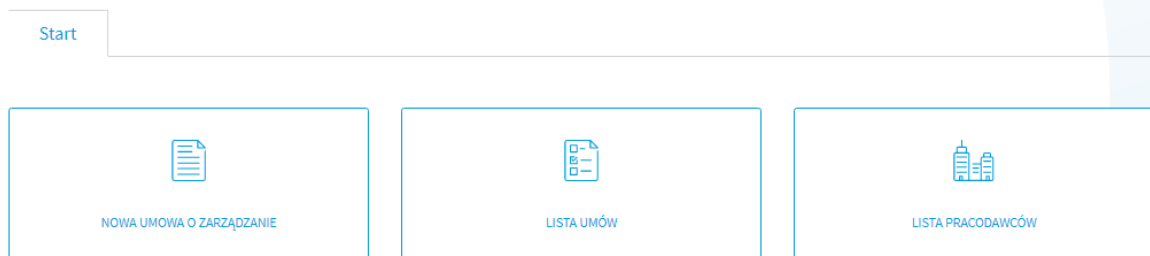 Start
NOWA UMOWA O ZARZĄDZANIE
LISTA UMÓW
LISTA PRACODAWCÓW